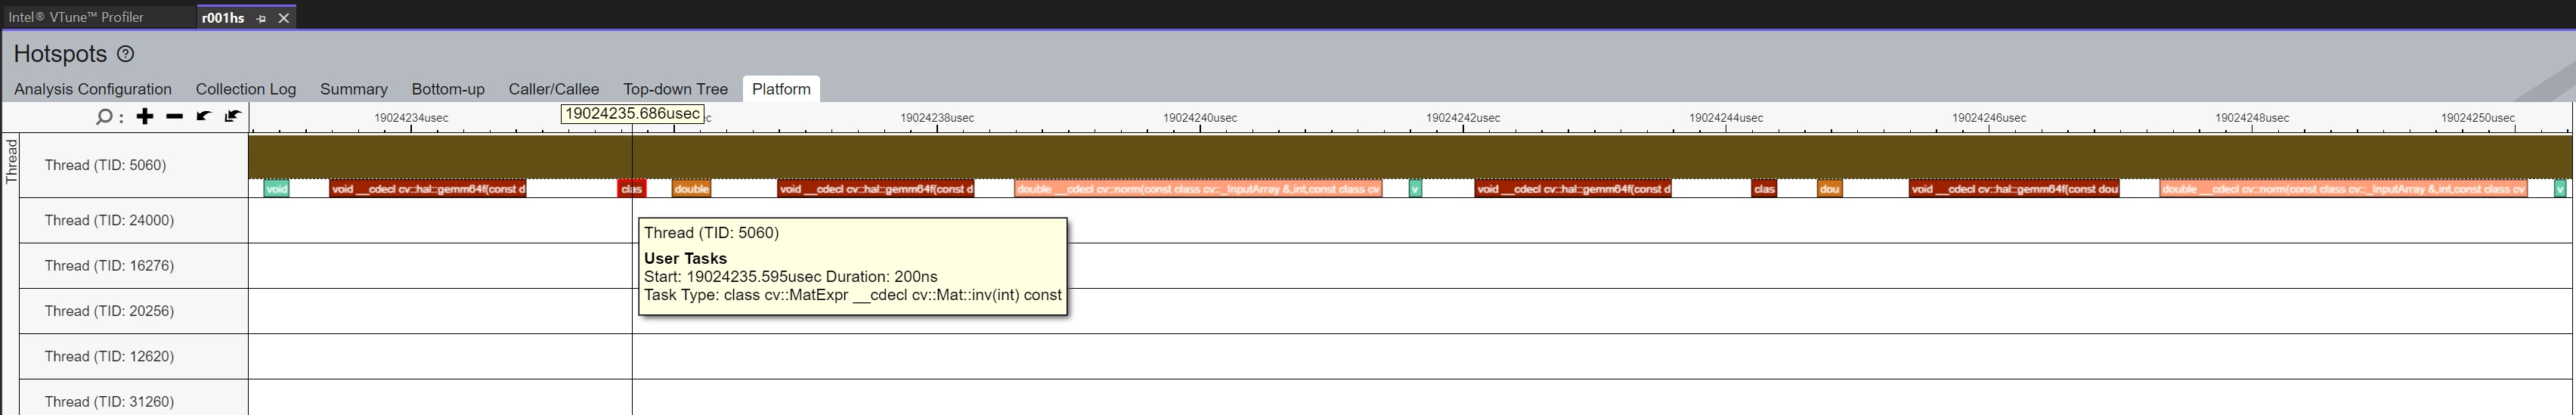 Intel® VTune™ Profiler r001hs
Hotspots
Analysis Configuration Collection Log Summary Bottom-up Caller/Callee Top-down Tree Platform
19024234usec 19024235.686usec c 19024238usec 19024240usec 19024242usec 19024244usec 19024246usec 19024248usec 19024250usec
Thread
Thread (TID: 5060)
void void __cdecl cv::hal::gemm64f(const d clas double void __cdecl cv::hal::gemm64f(const d double __cdecl cv::norm(const class cv::_InputArray &,int,const class cv v void __cdecl cv::hal::gemm64f(const d clas dou void __cdecl cv::hal::gemm64f(const dou double __cdecl cv::norm(const class cv::_InputArray &,int,const class cv v
Thread (TID: 24000)
Thread (TID: 5060)
User Tasks
Start: 19024235.595usec Duration: 200ns
Task Type: class cv::MatExpr __cdecl cv::Mat::inv(int) const
Thread (TID: 16276)
Thread (TID: 20256)
Thread (TID: 12620)
Thread (TID: 31260)